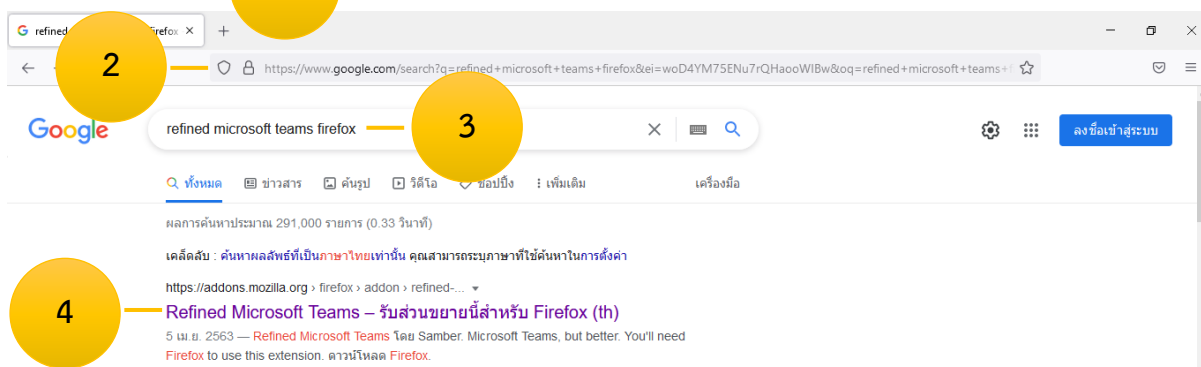 refined irefox
2
https://www.google.com/search?q=refined+microsoft+teams+firefox&ei=woD4YM75ENu7rQHaooWIBw&oq=refined+microsoft+teams+f
Google
refined microsoft teams firefox
3
ลงชื่อเข้าสู่ระบบ
ทั้งหมด ข่าวสาร ค้นรูป วิดีโอ ช้อปปิ้ง เพิ่มเติม เครื่องมือ
ผลการค้นหาประมาณ 291,000 รายการ (0.33 วินาที)
เคล็ดลับ : ค้นหาผลลัพธ์ที่เป็นภาษาไทยเท่านั้น คุณสามารถระบุภาษาที่ใช้ค้นหาในการตั้งค่า
https://addons.mozilla.org › firefox › addon › refined-...
4
Refined Microsoft Teams – รับส่วนขยายนี้สำหรับ Firefox (th)
5 เม.ย. 2563 — Refined Microsoft Teams โดย Samber. Microsoft Teams, but better. You'll need
Firefox to use this extension. ดาวน์โหลด Firefox.